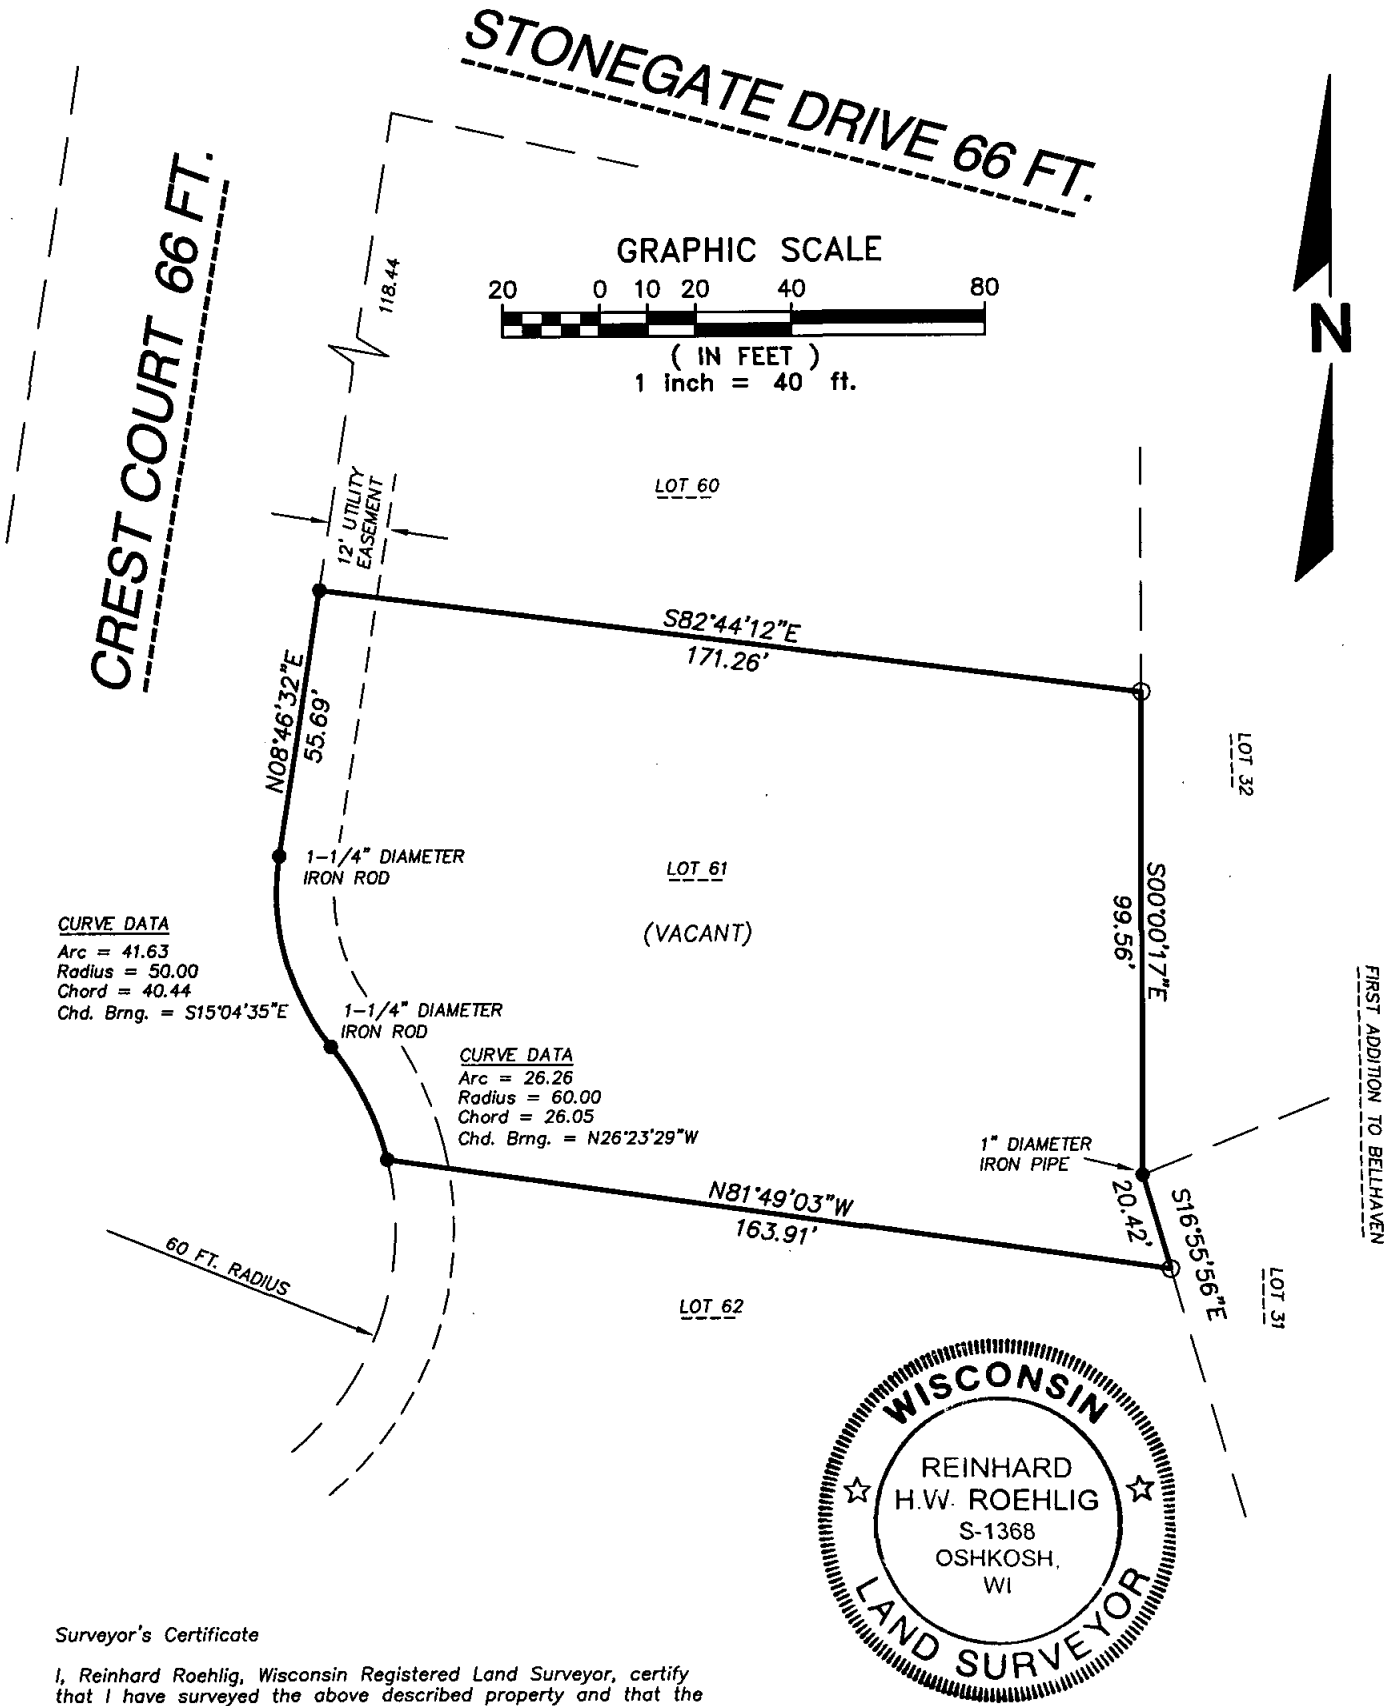 STONEGATE DRIVE 66 FT.
CREST COURT 66 FT.
118.44
GRAPHIC SCALE
20 0 10 20 40 80
( IN FEET )
1 inch = 40 ft.
N
LOT 60
12' UTILITY
EASEMENT
S82°44'12"E
171.26'
N08°46'32"E
55.69'
LOT 32
1-1/4" DIAMETER
IRON ROD
LOT 61
(VACANT)
S00°00'17"E
99.56'
CURVE DATA
Arc = 41.63
Radius = 50.00
Chord = 40.44
Chd. Brng. = S15°04'35"E
1-1/4" DIAMETER
IRON ROD
CURVE DATA
Arc = 26.26
Radius = 60.00
Chord = 26.05
Chd. Brng. = N26°23'29"W
FIRST ADDITION TO BELLHAVEN
1" DIAMETER
IRON PIPE
N81°49'03"W
163.91'
20.42'
S16°55'56"E
60 FT. RADIUS
LOT 62
LOT 31
WISCONSIN
REINHARD
H.W. ROEHLIG
S-1368
OSHKOSH,
WI
LAND SURVEYOR
Surveyor's Certificate
I, Reinhard Roehlig, Wisconsin Registered Land Surveyor, certify
that I have surveyed the above described property and that the